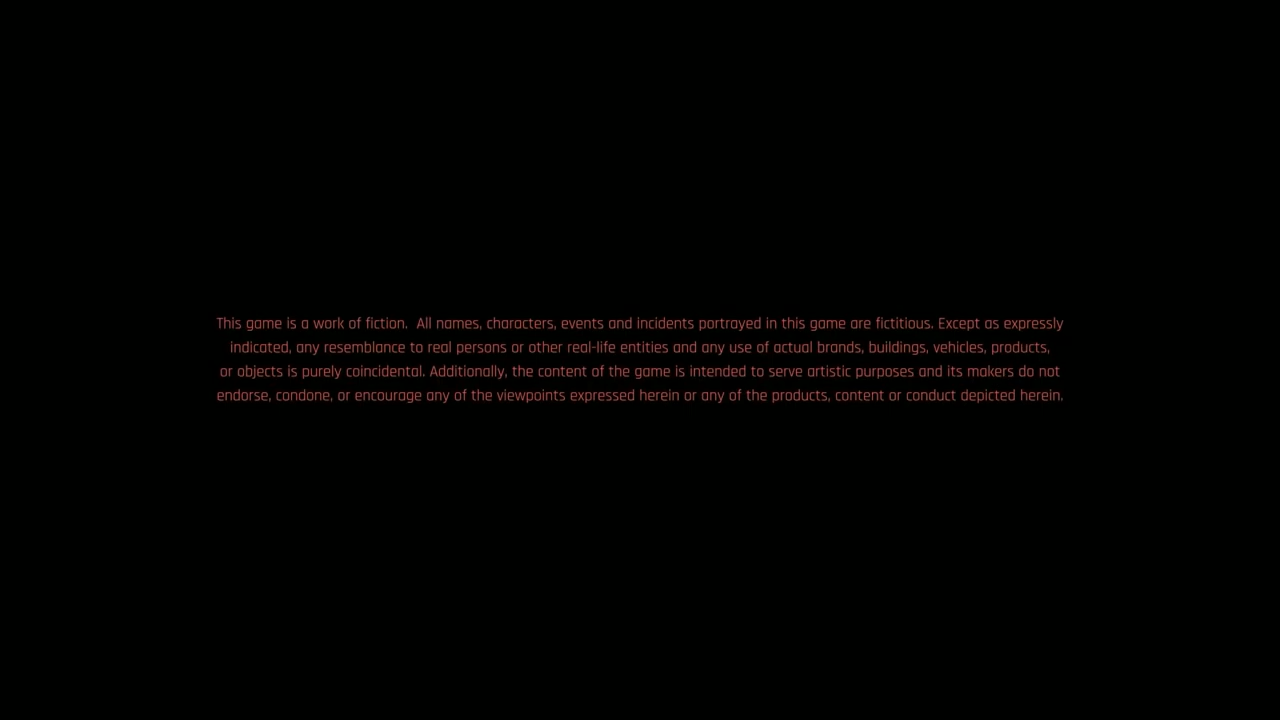 This game is a work of fiction.  All names, characters, events and incidents portrayed in this game are fictitious. Except as expressly
indicated, any resemblance to real persons or other real-life entities and any use of actual brands, buildings, vehicles, products,
or objects is purely coincidental. Additionally, the content of the game is intended to serve artistic purposes and its makers do not
endorse, condone, or encourage any of the viewpoints expressed herein or any of the products, content or conduct depicted herein.